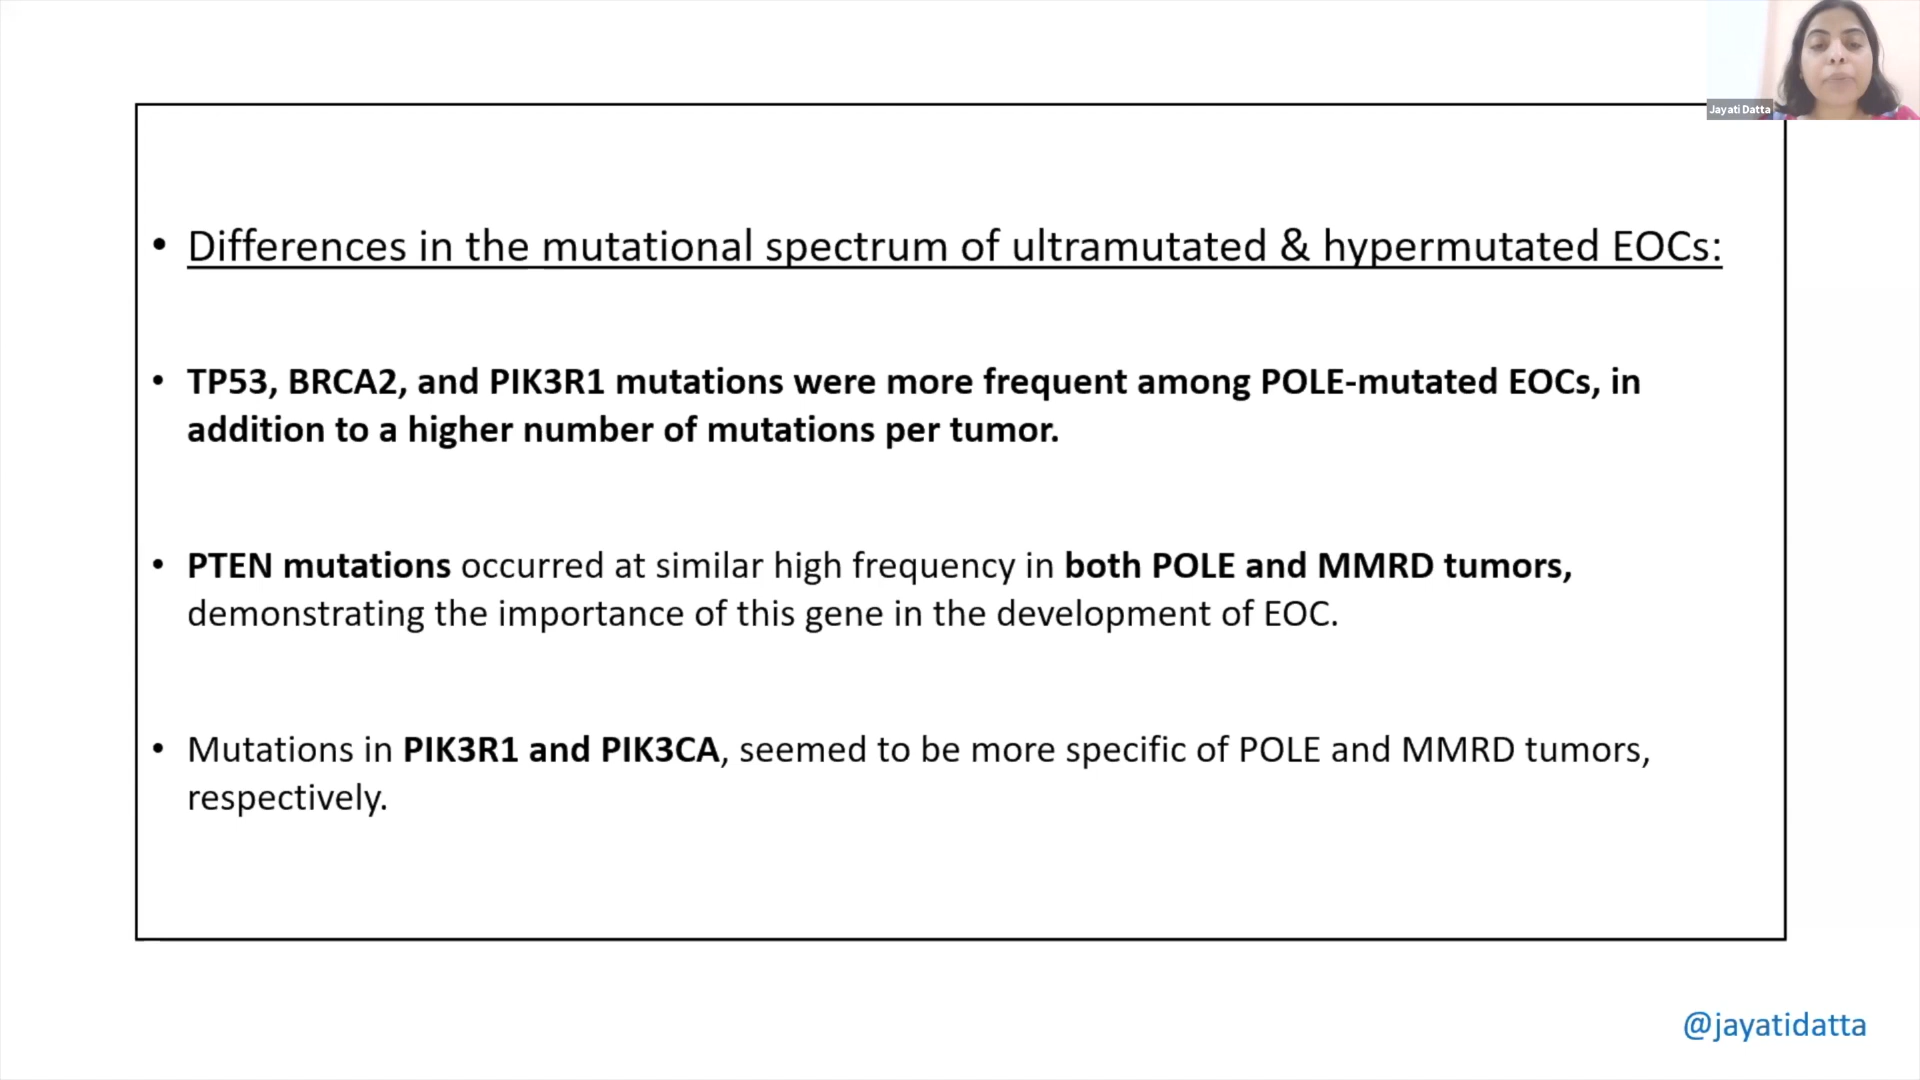 Jayati Datta
• Differences in the mutational spectrum of ultramutated & hypermutated EOCs:
• TP53, BRCA2, and PIK3R1 mutations were more frequent among POLE-mutated EOCs, in
addition to a higher number of mutations per tumor.
• PTEN mutations occurred at similar high frequency in both POLE and MMRD tumors,
demonstrating the importance of this gene in the development of EOC.
• Mutations in PIK3R1 and PIK3CA, seemed to be more specific of POLE and MMRD tumors,
respectively.
@jayatidatta